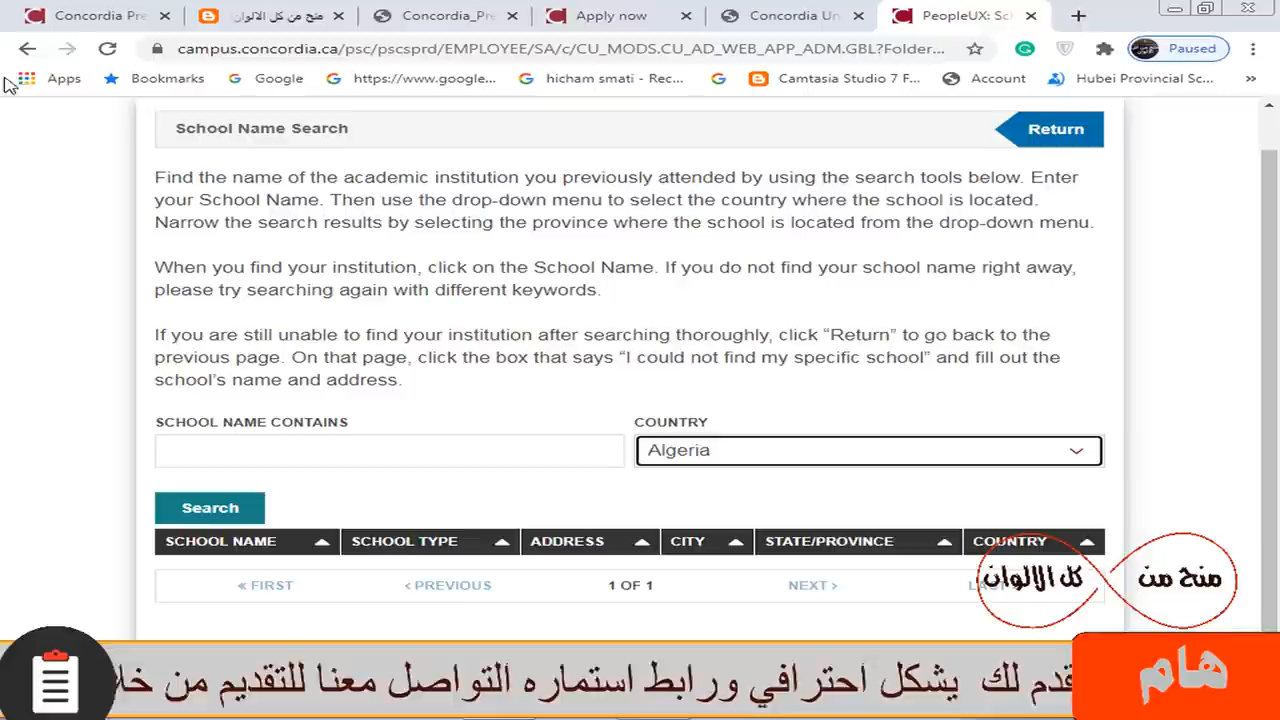 Concordia Pre
منح من كل الالوان
Concordia_Pre
Apply now
Concordia Un
PeopleUX: Sc
campus.concordia.ca/psc/pscsprd/EMPLOYEE/SA/c/CU_MODS.CU_AD_WEB_APP_ADM.GBL?Folder...
Paused
Apps
Bookmarks
Google
https://www.google...
hicham smati - Rec...
Camtasia Studio 7 F...
Account
Hubei Provincial Sc...
School Name Search
Return
Find the name of the academic institution you previously attended by using the search tools below. Enter
your School Name. Then use the drop-down menu to select the country where the school is located.
Narrow the search results by selecting the province where the school is located from the drop-down menu.
When you find your institution, click on the School Name. If you do not find your school name right away,
please try searching again with different keywords.
If you are still unable to find your institution after searching thoroughly, click “Return” to go back to the
previous page. On that page, click the box that says “I could not find my specific school” and fill out the
school’s name and address.
SCHOOL NAME CONTAINS
COUNTRY
Algeria
Search
SCHOOL NAME
SCHOOL TYPE
ADDRESS
CITY
STATE/PROVINCE
COUNTRY
« FIRST
‹ PREVIOUS
1 OF 1
NEXT ›
منح من
كل الالوان
هام
قدم لك يشكل احترافي ورابط استماره التواصل معنا للتقديم من خلا